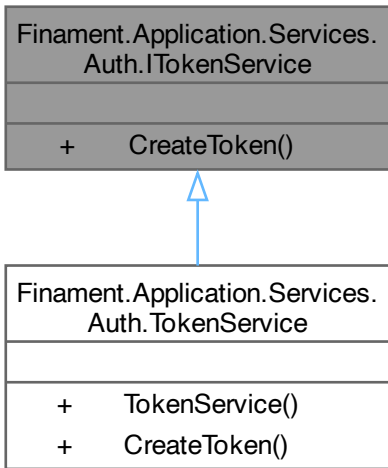 Finament.Application.Services.
Auth.ITokenService
+ CreateToken()
Finament.Application.Services.
Auth.TokenService
+ TokenService()
+ CreateToken()